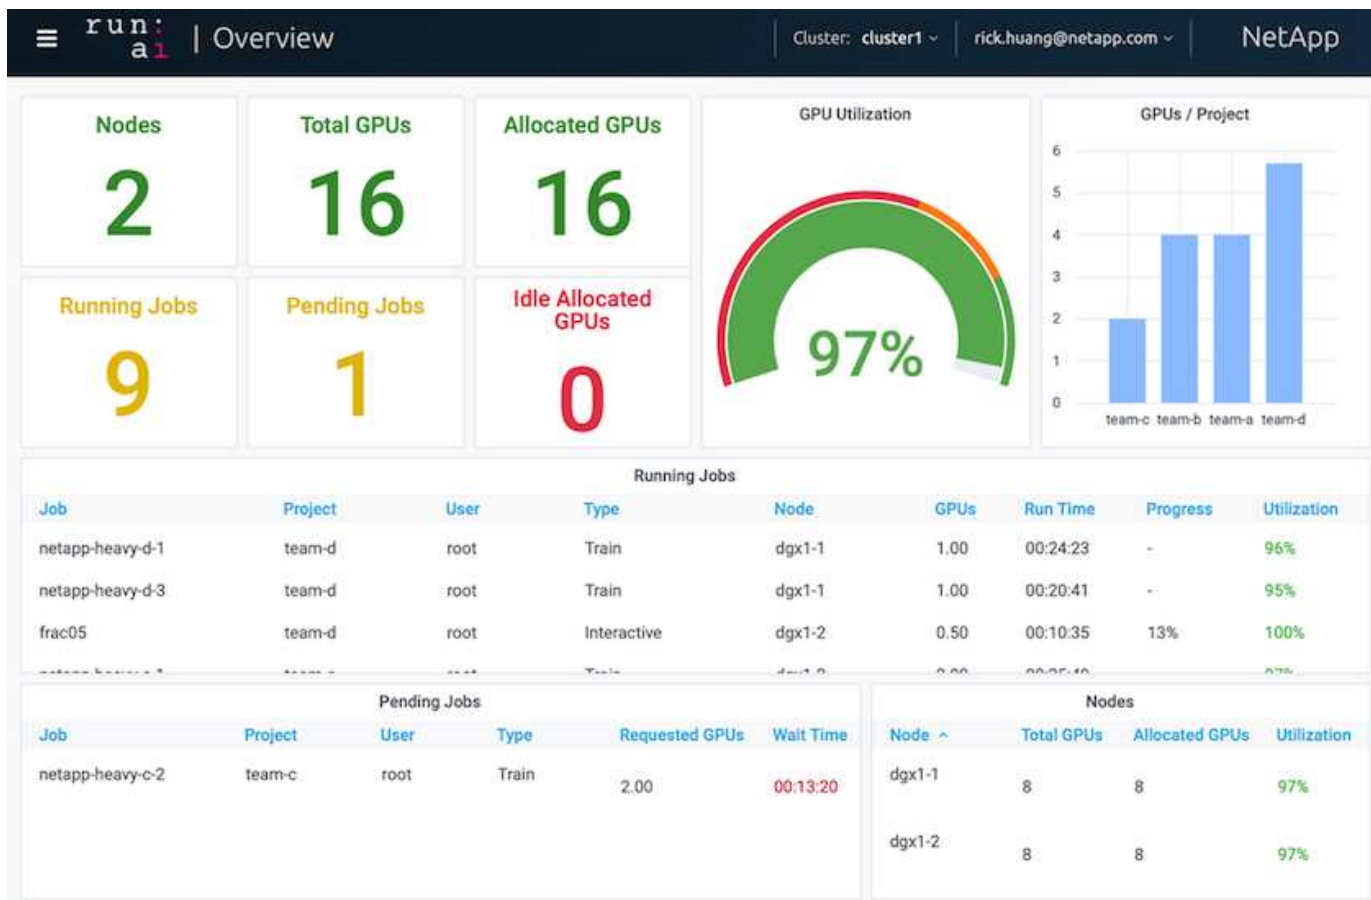 run: ai | Overview Cluster: cluster1 rick.huang@netapp.com NetApp
Nodes
2
Total GPUs
16
Allocated GPUs
16
Running Jobs
9
Pending Jobs
1
Idle Allocated
GPUs
0
GPU Utilization
97%
GPUs / Project
6
5
4
3
2
1
0
team-c team-b team-a team-d
Running Jobs
Job Project User Type Node GPUs Run Time Progress Utilization
netapp-heavy-d-1 team-d root Train dgx1-1 1.00 00:24:23 - 96%
netapp-heavy-d-3 team-d root Train dgx1-1 1.00 00:20:41 - 95%
frac05 team-d root Interactive dgx1-2 0.50 00:10:35 13% 100%
Pending Jobs
Job Project User Type Requested GPUs Wait Time
netapp-heavy-c-2 team-c root Train 2.00 00:13:20
Nodes
Node Total GPUs Allocated GPUs Utilization
dgx1-1 8 8 97%
dgx1-2 8 8 97%